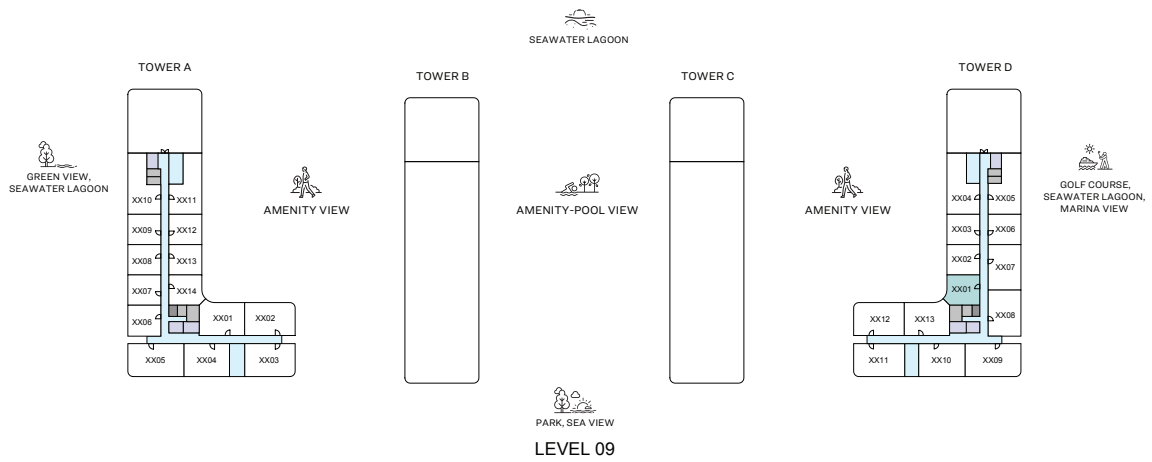 SEAWATER LAGOON
TOWER A
TOWER B
TOWER C
TOWER D
GREEN VIEW,
SEAWATER LAGOON
AMENITY VIEW
AMENITY-POOL VIEW
AMENITY VIEW
GOLF COURSE,
SEAWATER LAGOON,
MARINA VIEW
XX10 XX11
XX09 XX12
XX08 XX13
XX07 XX14
XX06
XX01 XX02
XX05 XX04 XX03
XX04 XX05
XX03 XX06
XX02
XX07
XX01
XX08
XX12 XX13
XX11 XX10 XX09
PARK, SEA VIEW
LEVEL 09